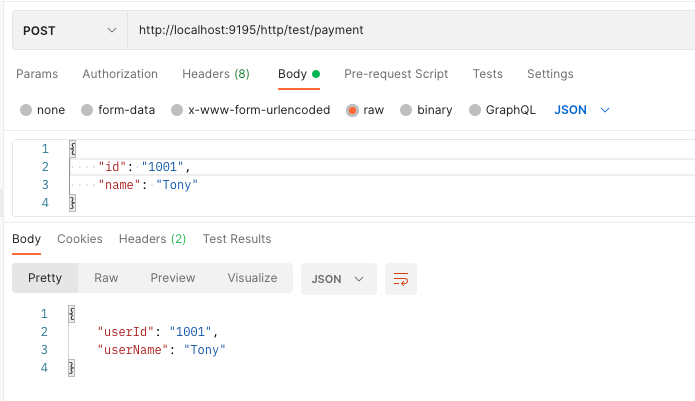 POST http://localhost:9195/http/test/payment
Params Authorization Headers (8) Body Pre-request Script Tests Settings
none form-data x-www-form-urlencoded raw binary GraphQL JSON
1 {
2 "id": "1001",
3 "name": "Tony"
4 }
Body Cookies Headers (2) Test Results
Pretty Raw Preview Visualize JSON
1 {
2 "userId": "1001",
3 "userName": "Tony"
4 }